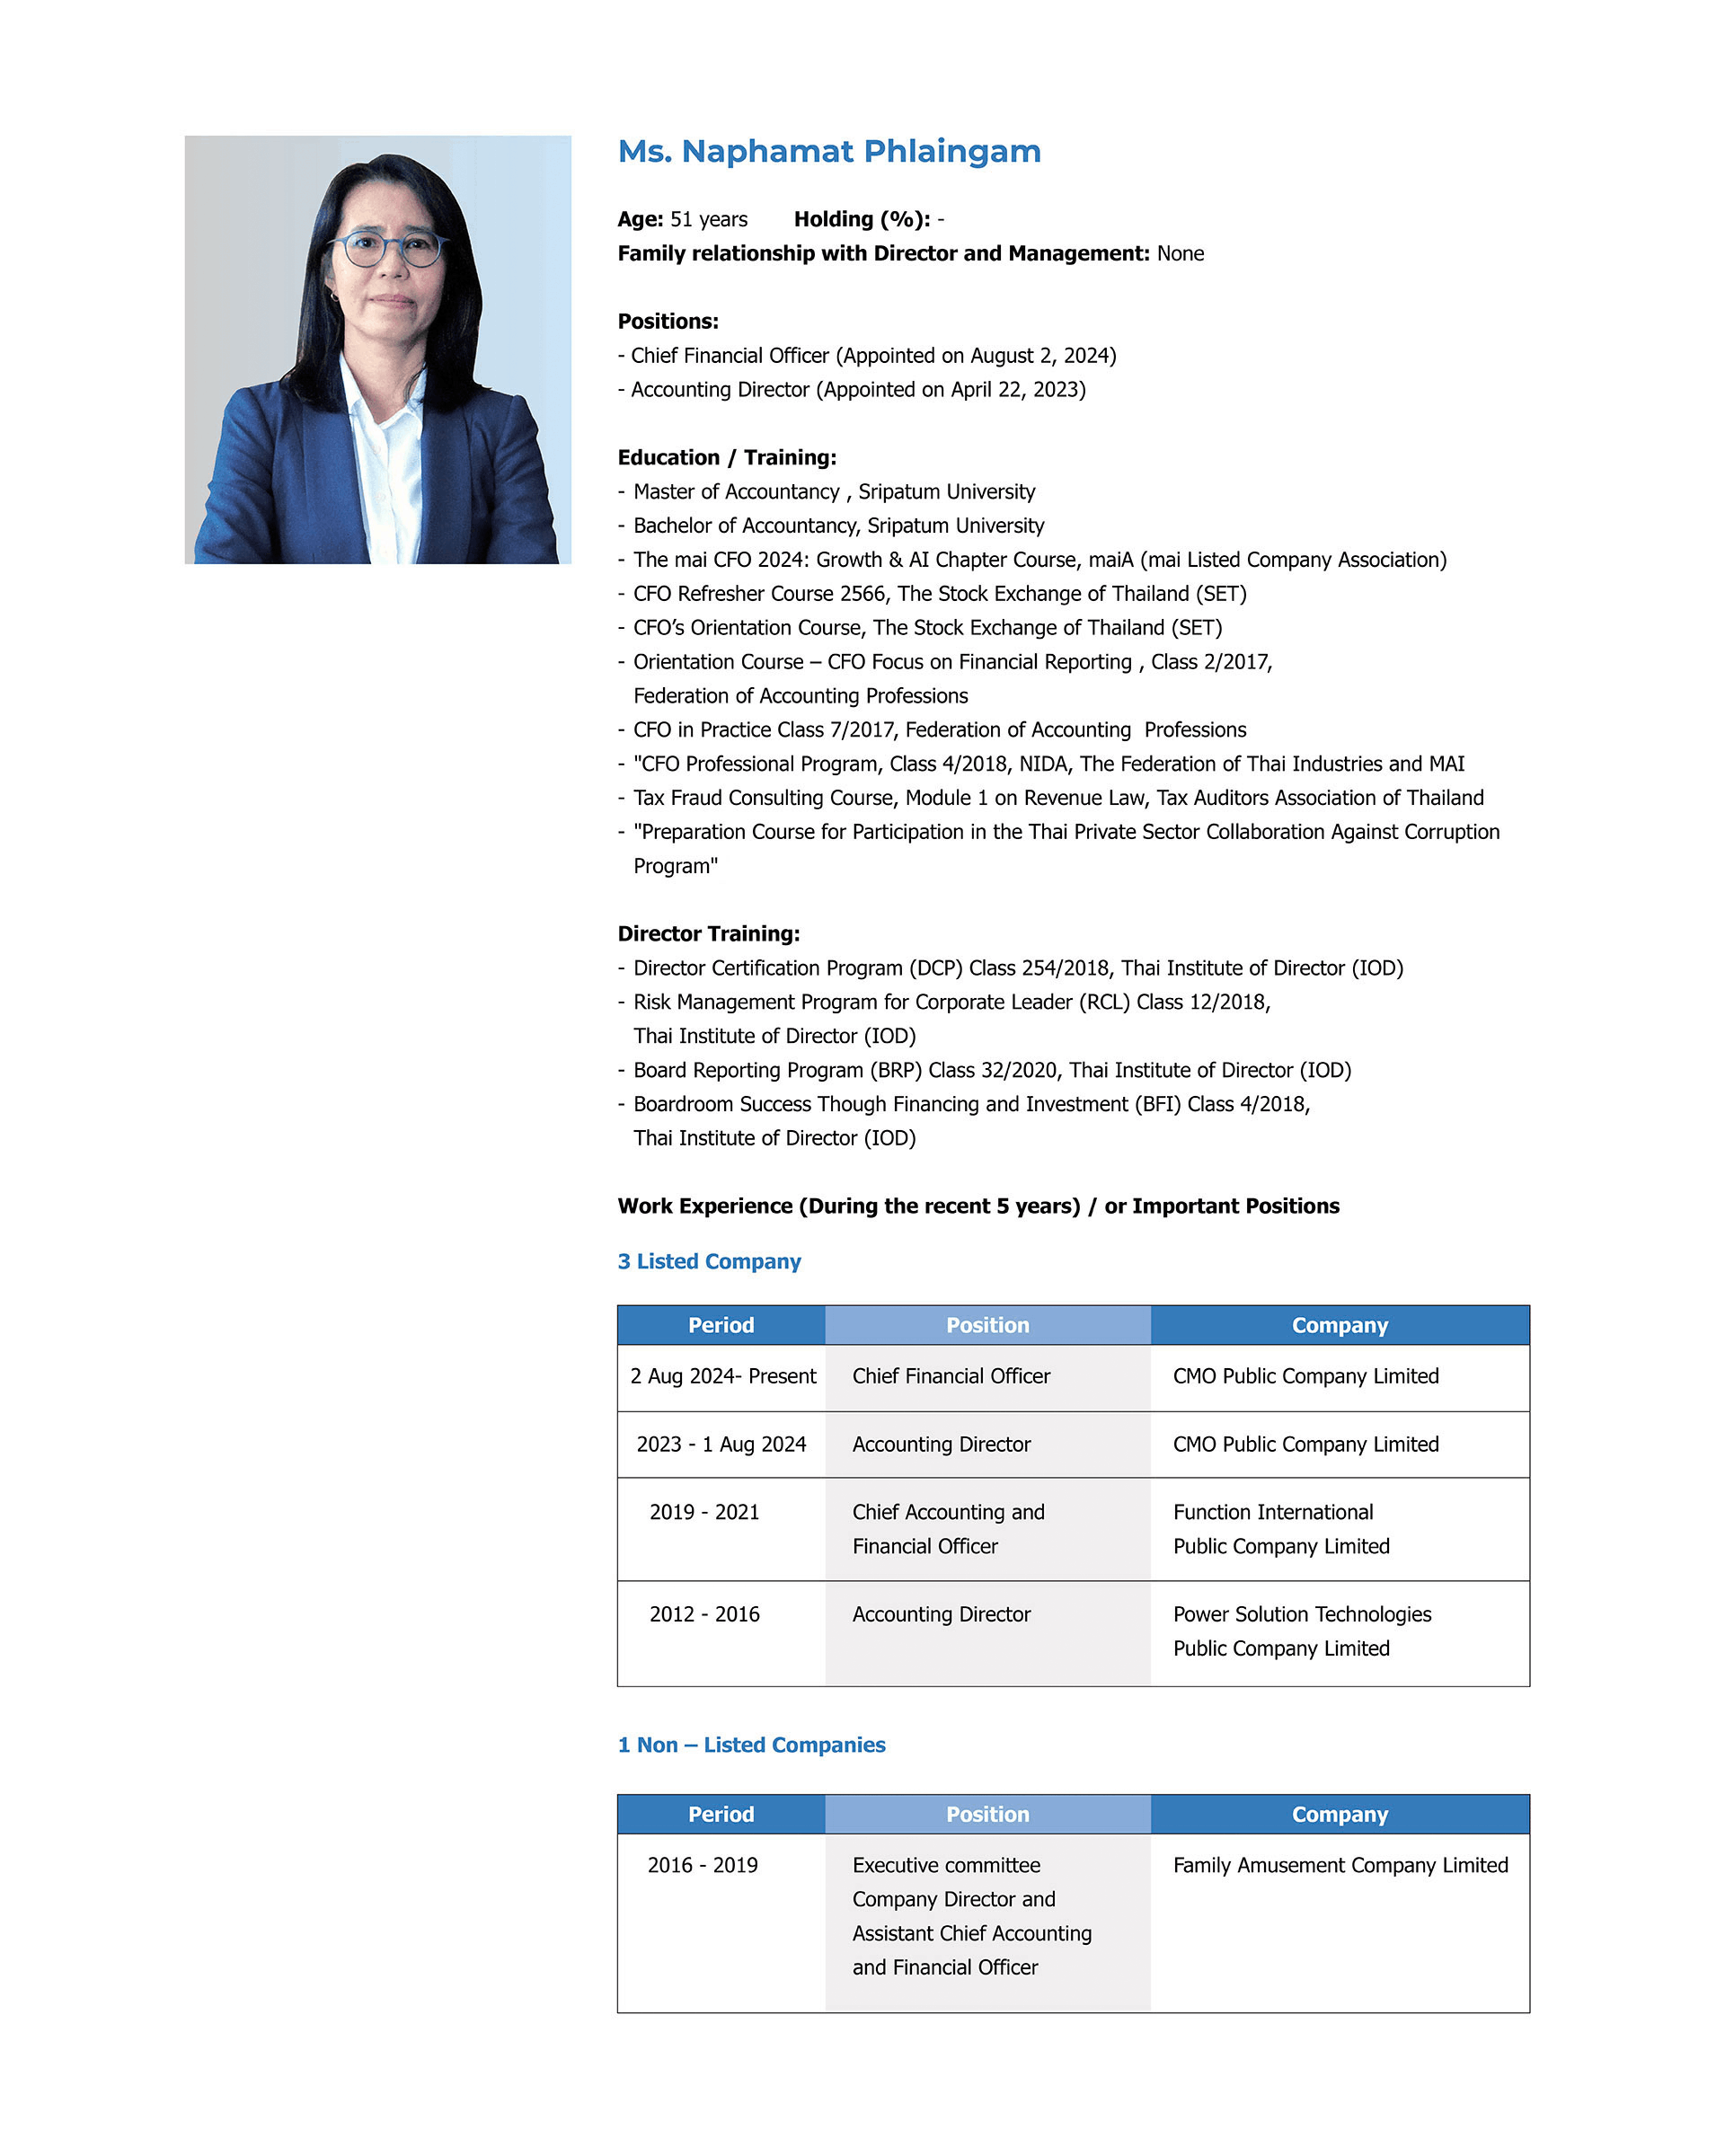 Ms. Naphamat Phlaingam
Age: 51 years Holding (%): -
Family relationship with Director and Management: None
Positions:
- Chief Financial Officer (Appointed on August 2, 2024)
- Accounting Director (Appointed on April 22, 2023)
Education / Training:
- Master of Accountancy , Sripatum University
- Bachelor of Accountancy, Sripatum University
- The mai CFO 2024: Growth & AI Chapter Course, maiA (mai Listed Company Association)
- CFO Refresher Course 2566, The Stock Exchange of Thailand (SET)
- CFO’s Orientation Course, The Stock Exchange of Thailand (SET)
- Orientation Course – CFO Focus on Financial Reporting , Class 2/2017,
Federation of Accounting Professions
- CFO in Practice Class 7/2017, Federation of Accounting Professions
- "CFO Professional Program, Class 4/2018, NIDA, The Federation of Thai Industries and MAI
- Tax Fraud Consulting Course, Module 1 on Revenue Law, Tax Auditors Association of Thailand
- "Preparation Course for Participation in the Thai Private Sector Collaboration Against Corruption
Program"
Director Training:
- Director Certification Program (DCP) Class 254/2018, Thai Institute of Director (IOD)
- Risk Management Program for Corporate Leader (RCL) Class 12/2018,
Thai Institute of Director (IOD)
- Board Reporting Program (BRP) Class 32/2020, Thai Institute of Director (IOD)
- Boardroom Success Though Financing and Investment (BFI) Class 4/2018,
Thai Institute of Director (IOD)
Work Experience (During the recent 5 years) / or Important Positions
3 Listed Company
Period Position Company
2 Aug 2024- Present Chief Financial Officer CMO Public Company Limited
2023 - 1 Aug 2024 Accounting Director CMO Public Company Limited
2019 - 2021 Chief Accounting and Function International
Financial Officer Public Company Limited
2012 - 2016 Accounting Director Power Solution Technologies
Public Company Limited
1 Non – Listed Companies
Period Position Company
2016 - 2019 Executive committee Family Amusement Company Limited
Company Director and
Assistant Chief Accounting
and Financial Officer